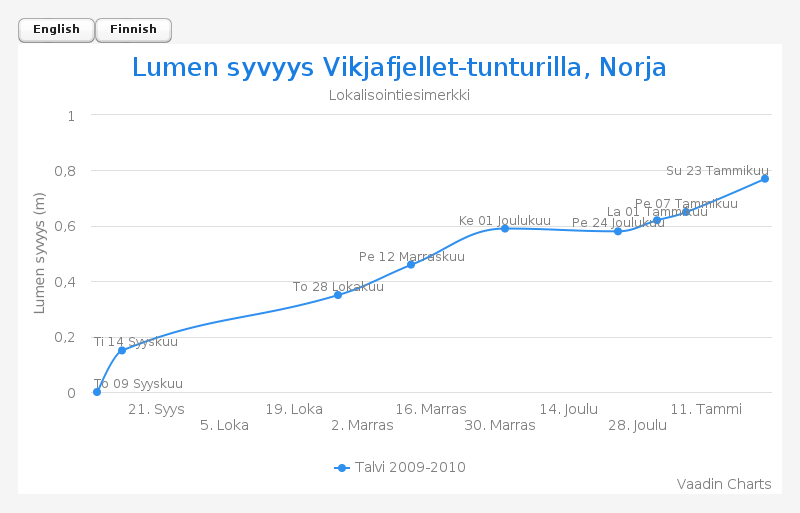 English Finnish
Lumen syvyys Vikjafjellet-tunturilla, Norja
Lokalisointiesimerkki
Lumen syvyys (m)
1
0,8
0,6
0,4
0,2
0
Su 23 Tammikuu
Pe 07 Tammikuu
La 01 Tammikuu
Pe 24 Joulukuu
Ke 01 Joulukuu
Pe 12 Marraskuu
To 28 Lokakuu
Ti 14 Syyskuu
To 09 Syyskuu
21. Syys 19. Loka 16. Marras 14. Joulu 11. Tammi
5. Loka 2. Marras 30. Marras 28. Joulu
Talvi 2009-2010
Vaadin Charts